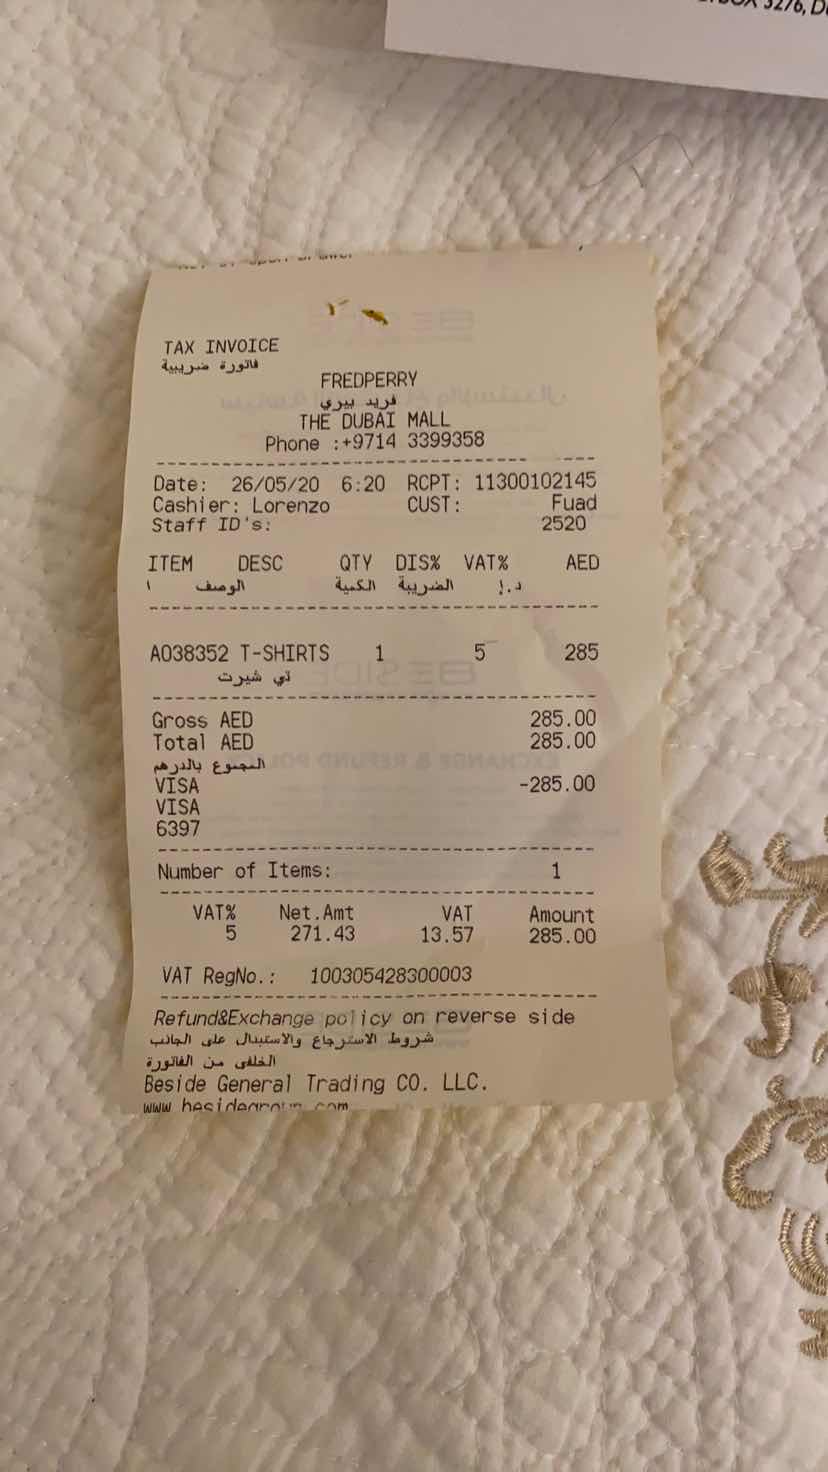 BOX 3276, D
TAX INVOICE
فاتورة ضريبية
FREDPERRY
فريد بيري
THE DUBAI MALL
Phone :+9714 3399358
Date: 26/05/20 6:20 RCPT: 11300102145
Cashier: Lorenzo CUST: Fuad
Staff ID's: 2520
ITEM DESC QTY DIS% VAT% AED
ا الوصف الكمية الضريبة د.إ
A038352 T-SHIRTS 1 5 285
تي شيرت
Gross AED 285.00
Total AED 285.00
المجموع بالدرهم
VISA -285.00
VISA
6397
Number of Items: 1
VAT% Net.Amt VAT Amount
5 271.43 13.57 285.00
VAT RegNo.: 100305428300003
Refund&Exchange policy on reverse side
شروط الاسترجاع والاستبدال على الجانب
الخلفى من الفاتورة
Beside General Trading CO. LLC.
www.besidegroup.com